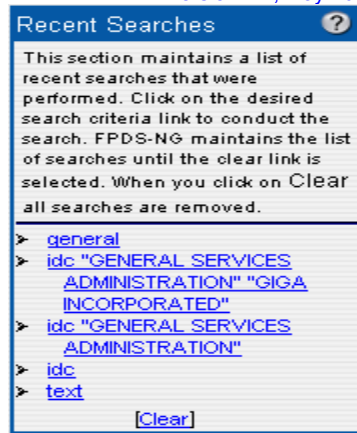 Recent Searches ?
This section maintains a list of
recent searches that were
performed. Click on the desired
search criteria link to conduct the
search. FPDS-NG maintains the list
of searches until the clear link is
selected. When you click on Clear
all searches are removed.
general
idc "GENERAL SERVICES
ADMINISTRATION" "GIGA
INCORPORATED"
idc "GENERAL SERVICES
ADMINISTRATION"
idc
text
[Clear]